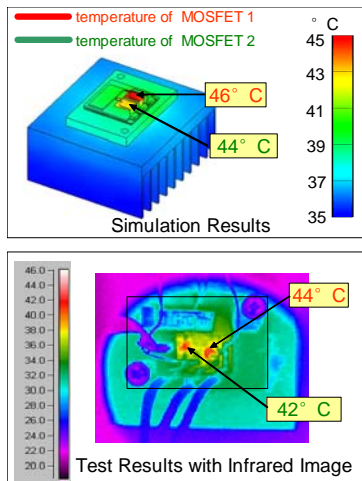 temperature of MOSFET 1
temperature of MOSFET 2
° C
45
43
41
39
37
35
46° C
44° C
Simulation Results
46.0
44.0
42.0
40.0
38.0
36.0
34.0
32.0
30.0
28.0
26.0
24.0
22.0
20.0
44° C
42° C
Test Results with Infrared Image